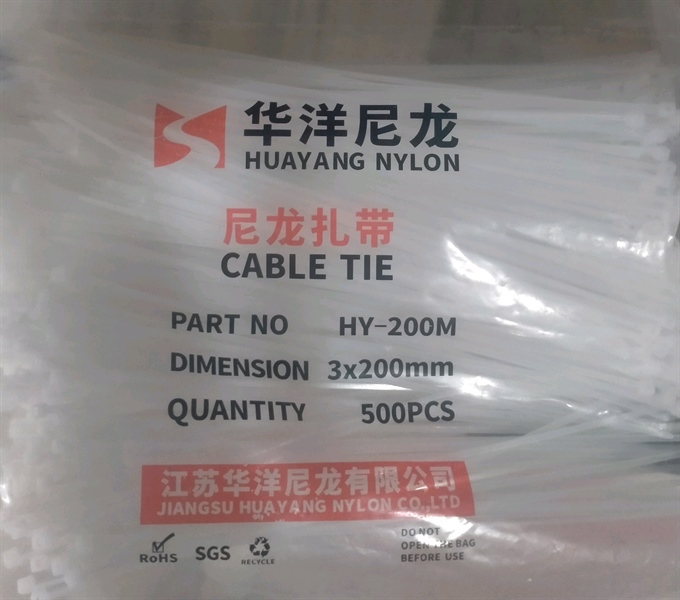 华洋尼龙
HUAYANG NYLON
尼龙扎带
CABLE TIE
PART NO HY-200M
DIMENSION 3x200mm
QUANTITY 500PCS
江苏华洋尼龙有限公司
JIANGSU HUAYANG NYLON CO.,LTD
RoHS SGS RECYCLE
DO NOT
OPEN THE BAG
BEFORE USE